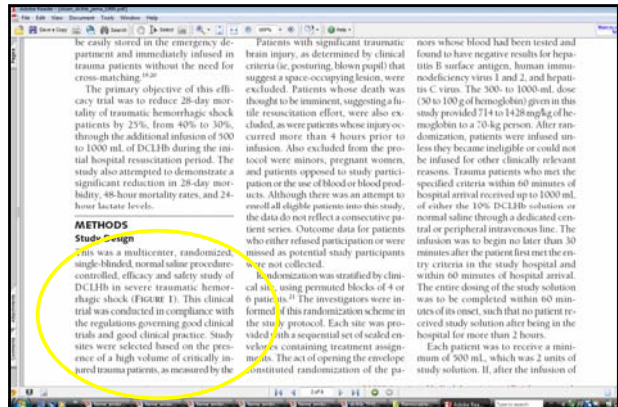 Adobe Reader
File Edit View Document Tools Window Help
Save a Copy Search Select Help
be easily stored in the emergency de-
partment and immediately infused in
trauma patients without the need for
cross-matching.19,20
The primary objective of this effi-
cacy trial was to reduce 28-day mor-
tality of traumatic hemorrhagic shock
patients by 25%, from 40% to 30%,
through the additional infusion of 500
to 1000 mL of DCLHb during the ini-
tial hospital resuscitation period. The
study also attempted to demonstrate a
significant reduction in 28-day mor-
bidity, 48-hour mortality rates, and 24-
hour lactate levels.
METHODS
Study Design
This was a multicenter, randomized,
single-blinded, normal saline procedure-
controlled, efficacy and safety study of
DCLHb in severe traumatic hemor-
rhagic shock (FIGURE 1). This clinical
trial was conducted in compliance with
the regulations governing good clinical
trials and good clinical practice. Study
sites were selected based on the pres-
ence of a high volume of critically in-
jured trauma patients, as measured by the
Patients with significant traumatic
brain injury, as determined by clinical
criteria (ie, posturing, blown pupil) that
suggest a space-occupying lesion, were
excluded. Patients whose death was
thought to be imminent, suggesting a fu-
tile resuscitation effort, were also ex-
cluded, as were patients whose injury oc-
curred more than 4 hours prior to
infusion. Also excluded from the pro-
tocol were minors, pregnant women,
and patients opposed to study partici-
pation or the use of blood or blood prod-
ucts. Although there was an attempt to
enroll all eligible patients into this study,
the data do not reflect a consecutive pa-
tient series. Outcome data for patients
who either refused participation or were
missed as potential study participants
were not collected.
Randomization was stratified by clini-
cal site, using permuted blocks of 4 or
6 patients.21 The investigators were in-
formed of this randomization scheme in
the study protocol. Each site was pro-
vided with a sequential set of sealed en-
velopes containing treatment assign-
ments. The act of opening the envelope
constituted randomization of the pa-
nors whose blood had been tested and
found to have negative results for hepa-
titis B surface antigen, human immu-
nodeficiency virus 1 and 2, and hepati-
tis C virus. The 500- to 1000-mL dose
(50 to 100 g of hemoglobin) given in this
study provided 714 to 1428 mg/kg of he-
moglobin to a 70-kg person. After ran-
domization, patients were infused un-
less they became ineligible or could not
be infused for other clinically relevant
reasons. Trauma patients who met the
specified criteria within 60 minutes of
hospital arrival received up to 1000 mL
of either the 10% DCLHb solution or
normal saline through a dedicated cen-
tral or peripheral intravenous line. The
infusion was to begin no later than 30
minutes after the patient first met the en-
try criteria in the study hospital and
within 60 minutes of hospital arrival.
The entire dosing of the study solution
was to be completed within 60 min-
utes of its onset, such that no patient re-
ceived study solution after being in the
hospital for more than 2 hours.
Each patient was to receive a mini-
mum of 500 mL, which was 2 units of
study solution. If, after the infusion of
2 of 8